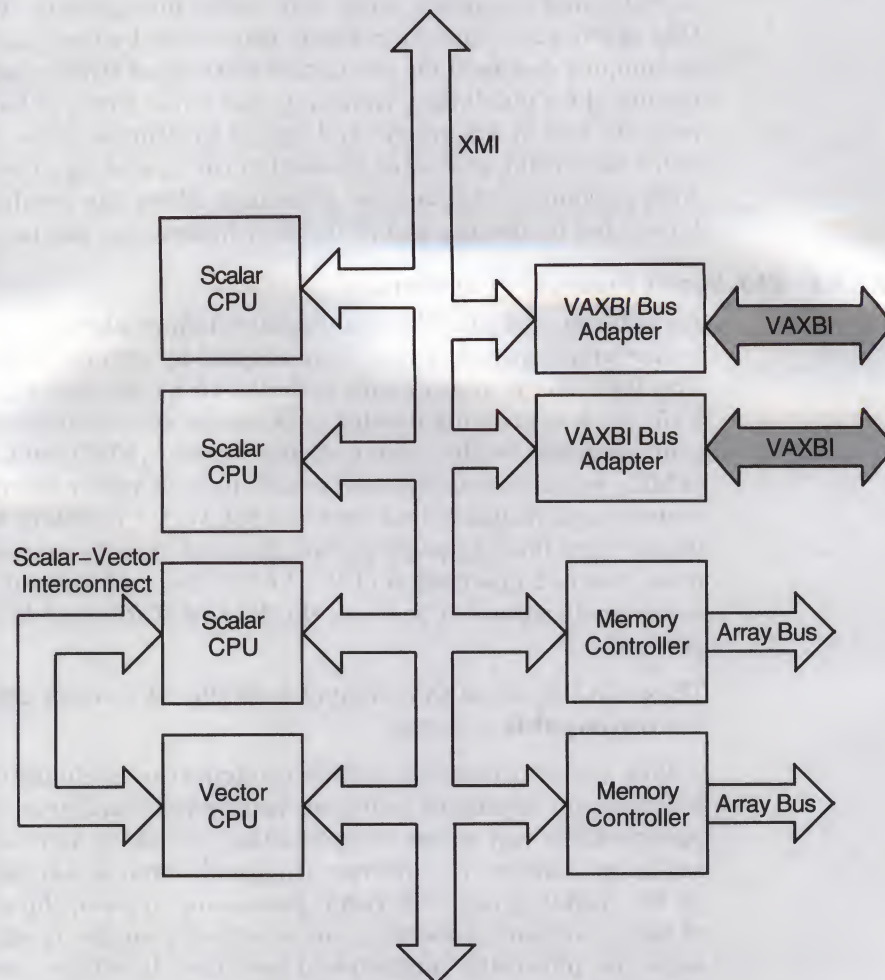 XMI
Scalar
CPU
VAXBI Bus
Adapter
VAXBI
Scalar
CPU
VAXBI Bus
Adapter
VAXBI
Scalar–Vector
Interconnect
Scalar
CPU
Memory
Controller
Array Bus
Vector
CPU
Memory
Controller
Array Bus